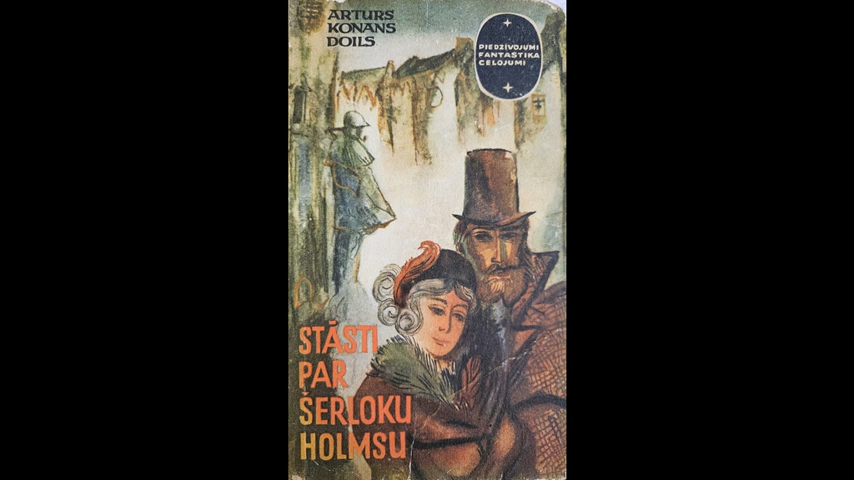 ARTURS
KONANS
DOILS
PIEDZĪVOJUMI
FANTASTIKA
CEĻOJUMI
STĀSTI
PAR
ŠERLOKU
HOLMSU